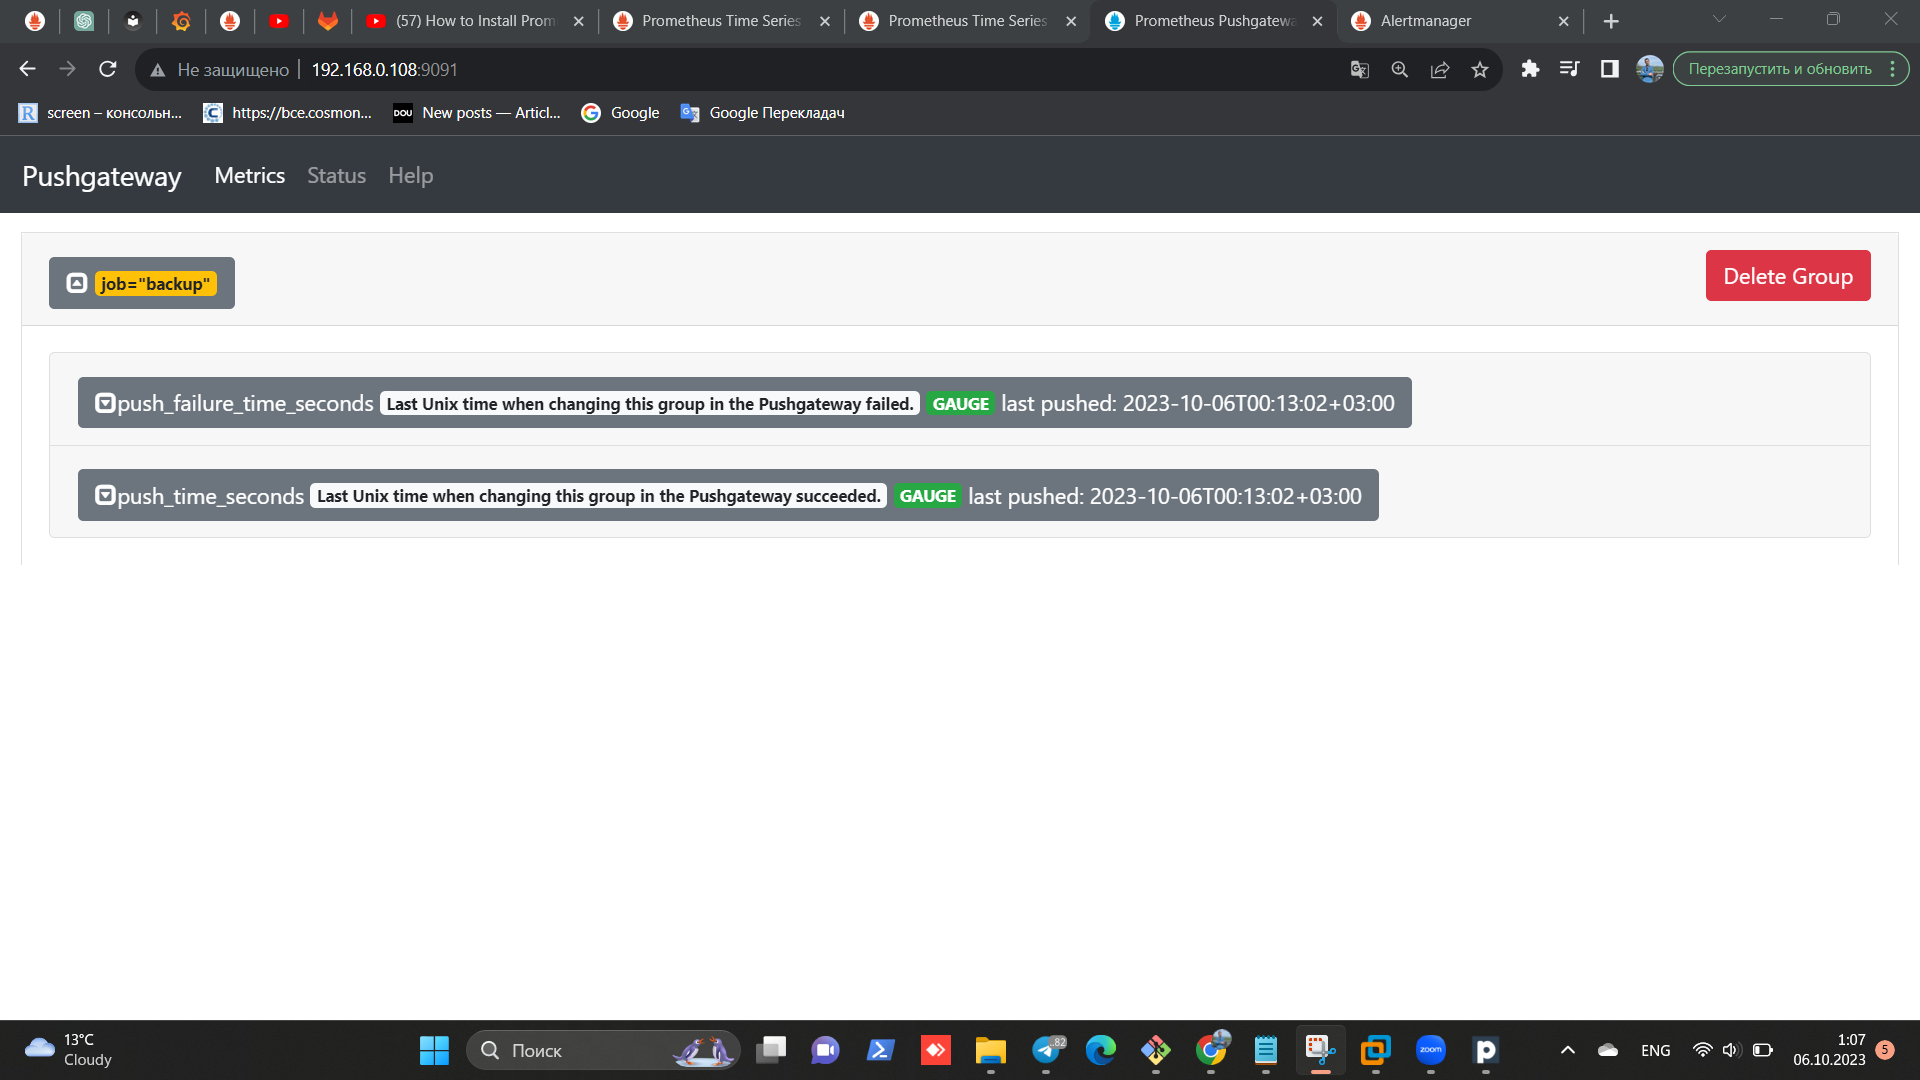 (57) How to Install Prom
Prometheus Time Series
Prometheus Time Series
Prometheus Pushgatewa
Alertmanager
Не защищено
192.168.0.108:9091
Перезапустить и обновить
screen – консольн...
https://bce.cosmon...
DOU
New posts — Articl...
Google
Google Перекладач
Pushgateway
Metrics
Status
Help
job="backup"
Delete Group
push_failure_time_seconds Last Unix time when changing this group in the Pushgateway failed. GAUGE last pushed: 2023-10-06T00:13:02+03:00
push_time_seconds Last Unix time when changing this group in the Pushgateway succeeded. GAUGE last pushed: 2023-10-06T00:13:02+03:00
13°C
Cloudy
Поиск
.82
zoom
ENG
1:07
06.10.2023
5